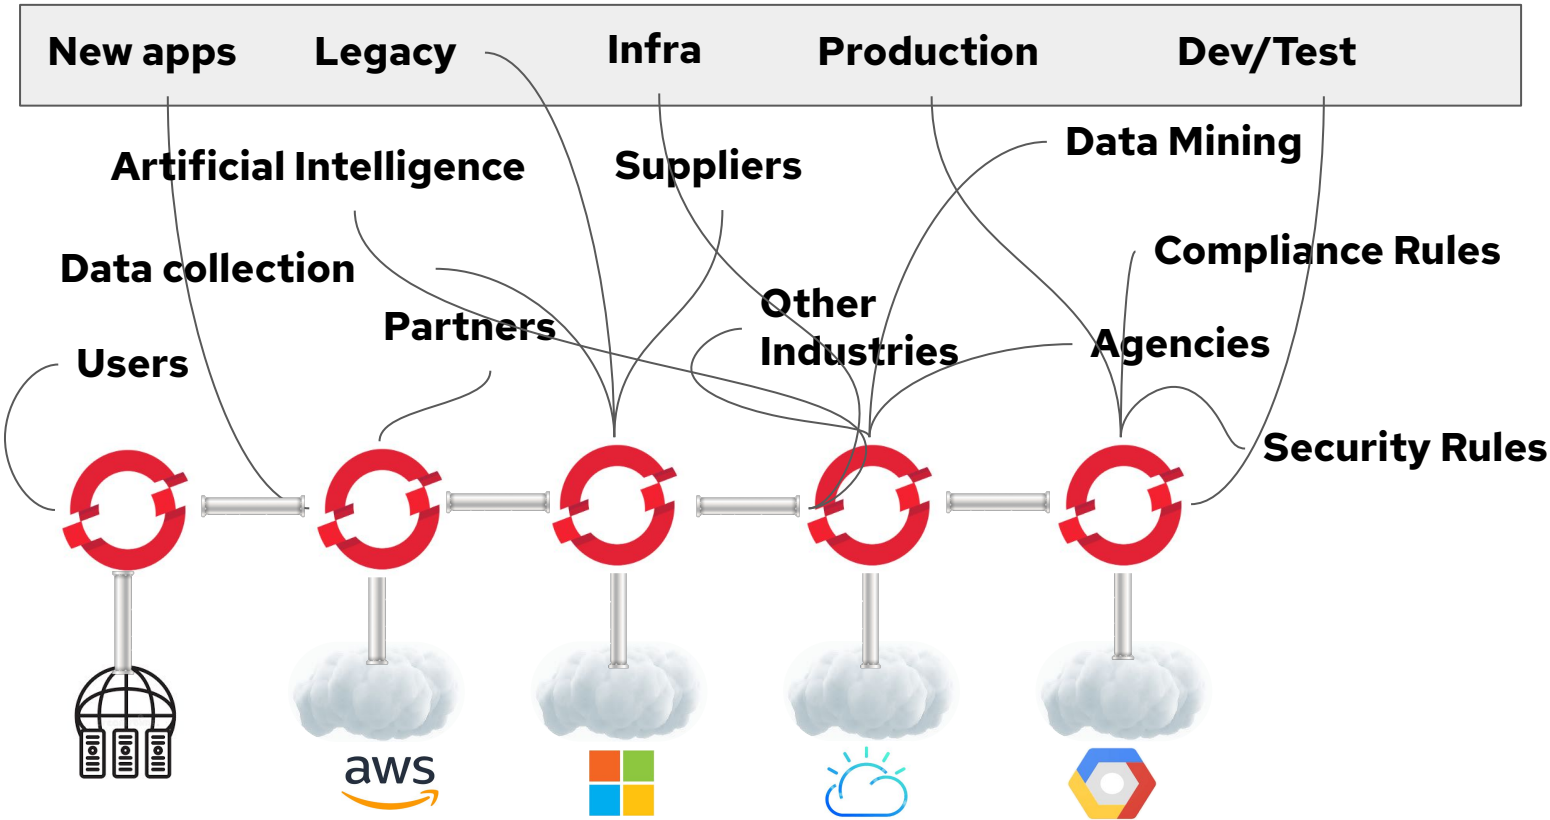 New apps
Legacy
Infra
Production
Dev/Test
Data Mining
Artificial Intelligence
Suppliers
Compliance Rules
Data collection
Other
Industries
Partners
Agencies
Users
Security Rules
aws